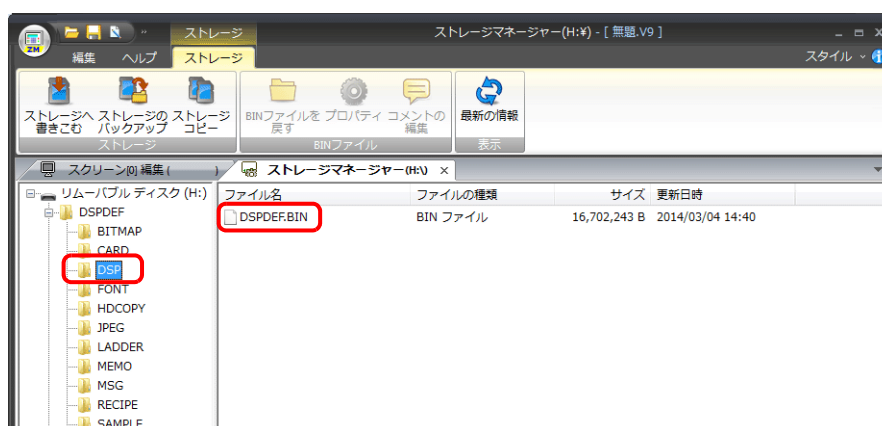 ZM
ストレージ
ストレージマネージャー(H:¥) - [ 無題.V9 ]
編集 ヘルプ ストレージ
スタイル
ストレージへ書きこむ
ストレージのバックアップ
ストレージコピー
BINファイルを戻す
プロパティ
コメントの編集
最新の情報
ストレージ
BINファイル
表示
スクリーン[0] 編集 ( )
ストレージマネージャー(H:\) ×
リムーバブル ディスク (H:)
DSPDEF
BITMAP
CARD
DSP
FONT
HDCOPY
JPEG
LADDER
MEMO
MSG
RECIPE
SAMPLE
ファイル名 ファイルの種類 サイズ 更新日時
DSPDEF.BIN BIN ファイル 16,702,243 B 2014/03/04 14:40